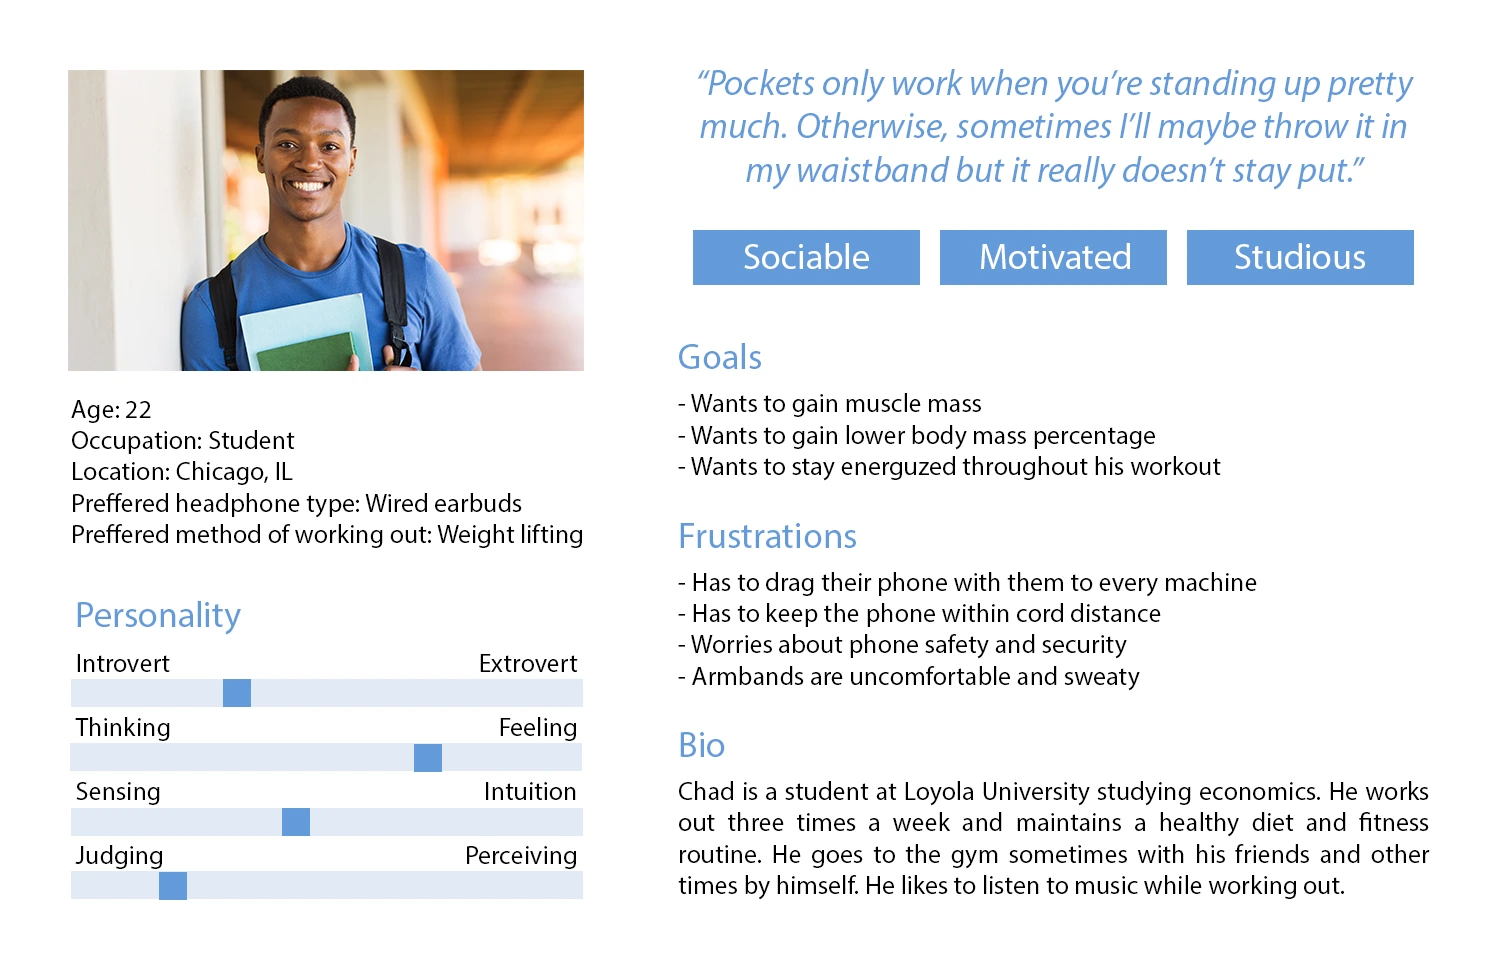 “Pockets only work when you’re standing up pretty
much. Otherwise, sometimes I’ll maybe throw it in
my waistband but it really doesn’t stay put.”
Sociable
Motivated
Studious
Age: 22
Occupation: Student
Location: Chicago, IL
Preffered headphone type: Wired earbuds
Preffered method of working out: Weight lifting
Personality
Introvert Extrovert
Thinking Feeling
Sensing Intuition
Judging Perceiving
Goals
- Wants to gain muscle mass
- Wants to gain lower body mass percentage
- Wants to stay energuzed throughout his workout
Frustrations
- Has to drag their phone with them to every machine
- Has to keep the phone within cord distance
- Worries about phone safety and security
- Armbands are uncomfortable and sweaty
Bio
Chad is a student at Loyola University studying economics. He works
out three times a week and maintains a healthy diet and fitness
routine. He goes to the gym sometimes with his friends and other
times by himself. He likes to listen to music while working out.